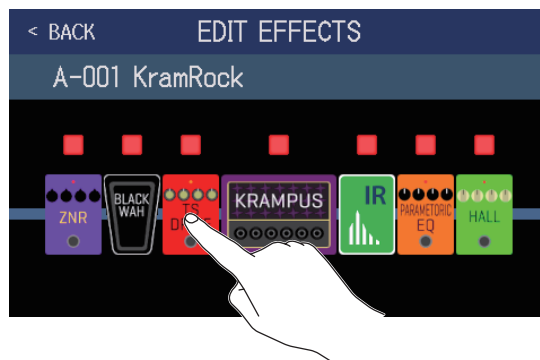 < BACK
EDIT EFFECTS
A-001 KramRock
ZNR
BLACK
WAH
TS
KRAMPUS
IR
PARAMETORIC
EQ
HALL